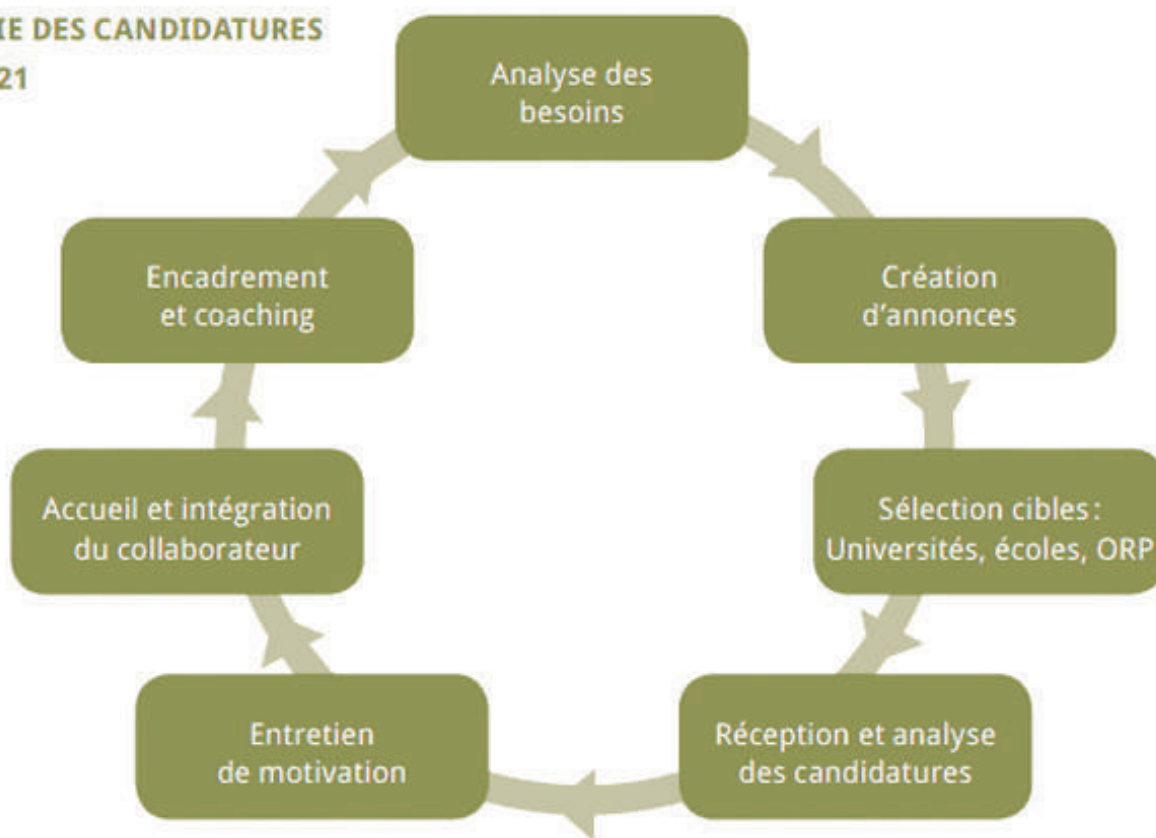 IE DES CANDIDATURES
21
Analyse des
besoins
Création
d'annonces
Sélection cibles :
Universités, écoles, ORP
Réception et analyse
des candidatures
Entretien
de motivation
Accueil et intégration
du collaborateur
Encadrement
et coaching